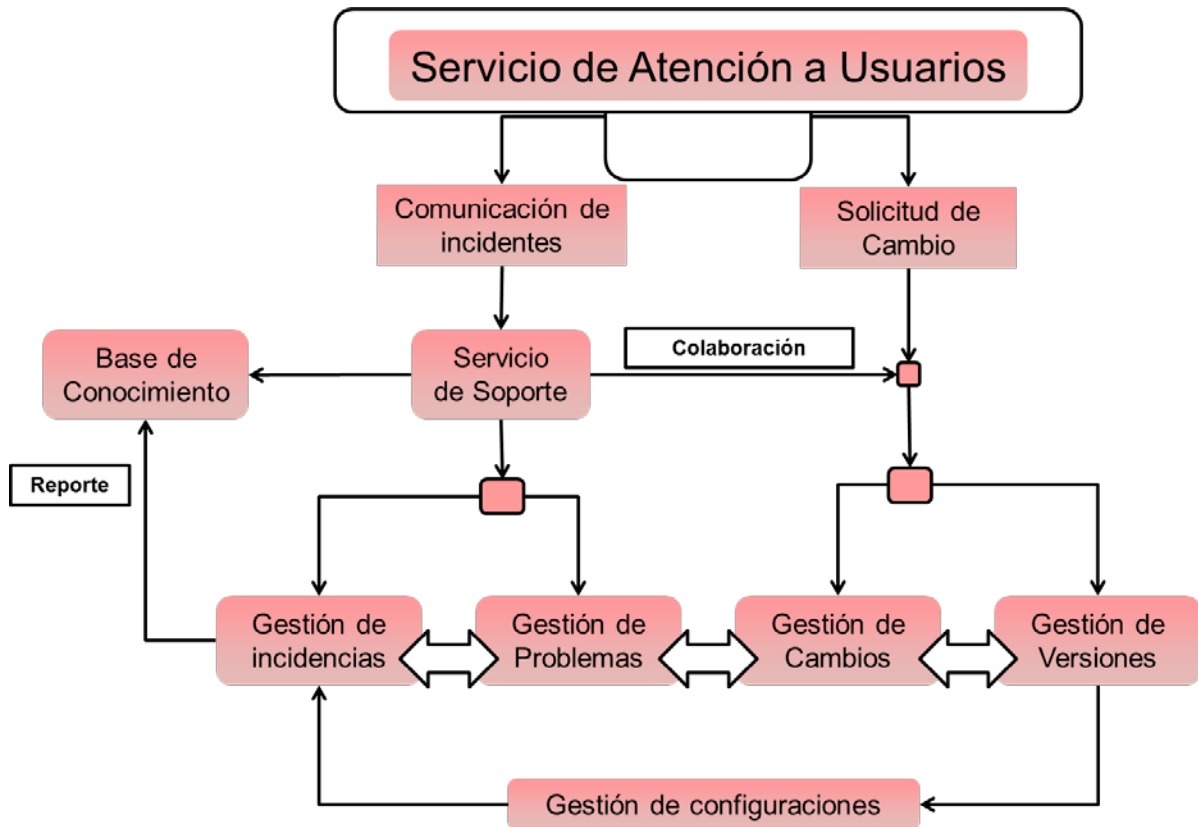 Servicio de Atención a Usuarios
Comunicación de
incidentes
Solicitud de
Cambio
Base de
Conocimiento
Servicio
de Soporte
Colaboración
Reporte
Gestión de
incidencias
Gestión de
Problemas
Gestión de
Cambios
Gestión de
Versiones
Gestión de configuraciones